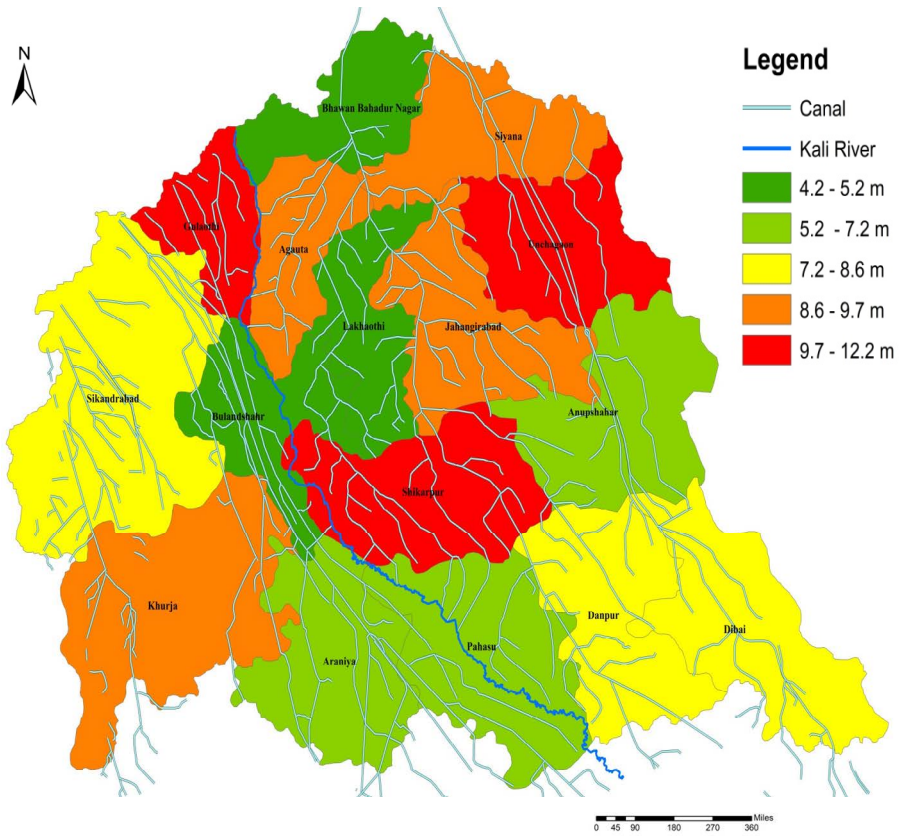 N
Legend
Canal
Kali River
4.2 - 5.2 m
5.2 - 7.2 m
7.2 - 8.6 m
8.6 - 9.7 m
9.7 - 12.2 m
Bhawan Bahadur Nagar
Siyana
Gulaothi
Agauta
Unchagaon
Lakhaothi
Jahangirabad
Sikandrabad
Bulandshahr
Anupshahar
Shikarpur
Khurja
Danpur
Dibai
Pahasu
Araniya
Miles
0 45 90 180 270 360